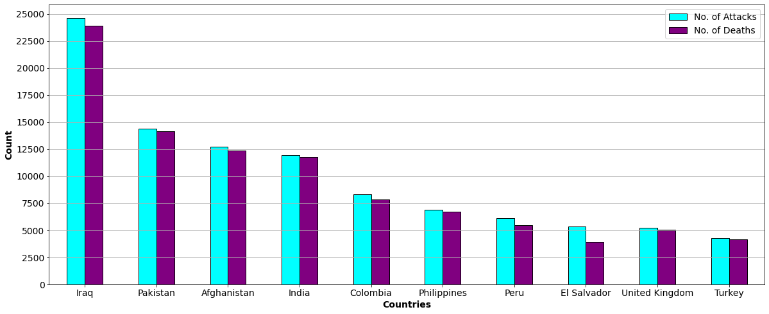 25000
22500
20000
17500
15000
12500
10000
7500
5000
2500
0
Count
No. of Attacks
No. of Deaths
Iraq Pakistan Afghanistan India Colombia Philippines Peru El Salvador United Kingdom Turkey
Countries